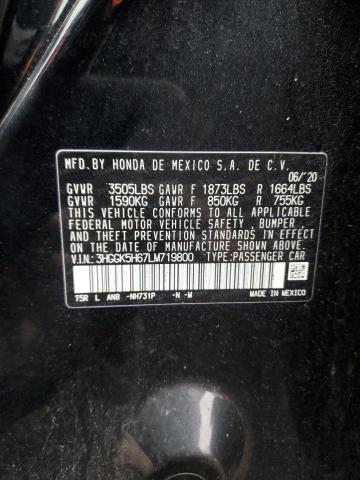 MFD. BY HONDA DE MEXICO S.A. DE C.V.
06/'20
GVWR 3505LBS GAWR F 1873LBS R 1664LBS
GVWR 1590KG GAWR F 850KG R 755KG
THIS VEHICLE CONFORMS TO ALL APPLICABLE
FEDERAL MOTOR VEHICLE SAFETY, BUMPER
AND THEFT PREVENTION STANDARDS IN EFFECT
ON THE DATE OF MANUFACTURE SHOWN ABOVE.
V.I.N: 3HGGK5H67LM719800 TYPE:PASSENGER CAR
T5R L ANB -NH731P -N -W MADE IN MEXICO